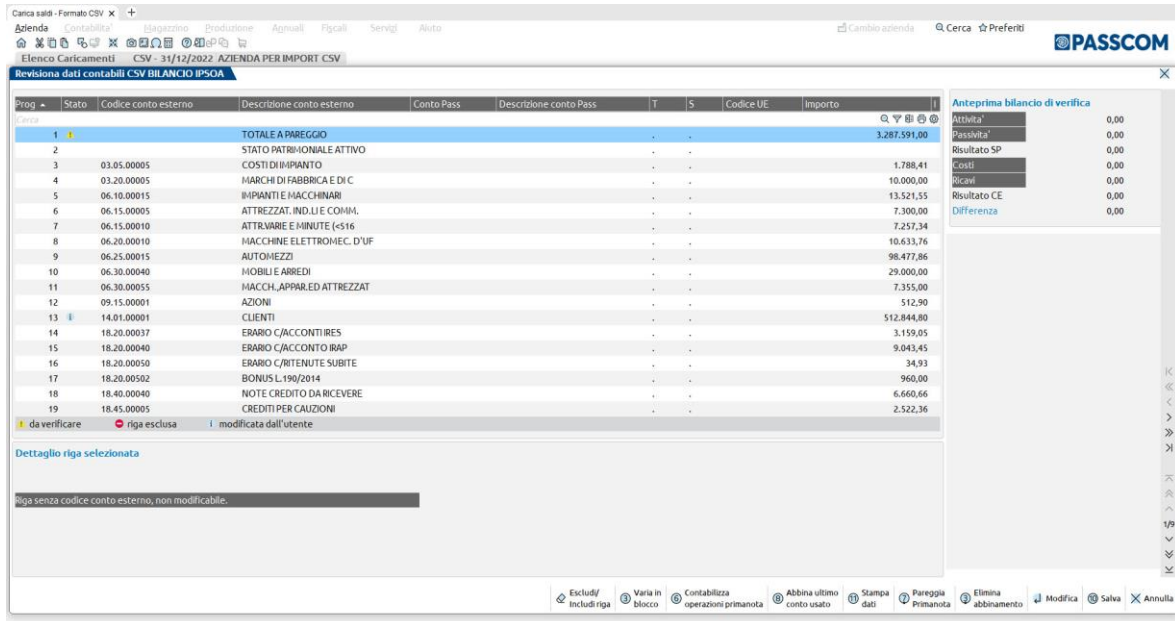 Carica saldi - Formato CSV × +
Azienda Contabilita' Magazzino Produzione Annuali Fiscali Servizi Aiuto Cambio azienda Cerca Preferiti
PASSCOM
Elenco Caricamenti CSV - 31/12/2022 AZIENDA PER IMPORT CSV
Revisiona dati contabili CSV BILANCIO IPSOA
Prog Stato Codice conto esterno Descrizione conto esterno Conto Pass Descrizione conto Pass T S Codice UE Importo I
Cerca
1 ! TOTALE A PAREGGIO . . 3.287.591,00
2 STATO PATRIMONIALE ATTIVO . .
3 03.05.00005 COSTI DI IMPIANTO . . 1.788,41
4 03.20.00005 MARCHI DI FABBRICA E DI C . . 10.000,00
5 06.10.00015 IMPIANTI E MACCHINARI . . 13.521,55
6 06.15.00005 ATTREZZAT. IND.LI E COMM. . . 7.300,00
7 06.15.00010 ATTR.VARIE E MINUTE (<516 . . 7.257,34
8 06.20.00010 MACCHINE ELETTROMEC. D'UF . . 10.633,76
9 06.25.00015 AUTOMEZZI . . 98.477,86
10 06.30.00040 MOBILI E ARREDI . . 29.000,00
11 06.30.00055 MACCH.,APPAR.ED ATTREZZAT . . 7.355,00
12 09.15.00001 AZIONI . . 512,90
13 i 14.01.00001 CLIENTI . . 512.844,80
14 18.20.00037 ERARIO C/ACCONTI IRES . . 3.159,05
15 18.20.00040 ERARIO C/ACCONTO IRAP . . 9.043,45
16 18.20.00050 ERARIO C/RITENUTE SUBITE . . 34,93
17 18.20.00502 BONUS L.190/2014 . . 960,00
18 18.40.00040 NOTE CREDITO DA RICEVERE . . 6.660,66
19 18.45.00005 CREDITI PER CAUZIONI . . 2.522,36
! da verificare riga esclusa i modificata dall'utente
Anteprima bilancio di verifica
Attivita' 0,00
Passivita' 0,00
Risultato SP 0,00
Costi 0,00
Ricavi 0,00
Risultato CE 0,00
Differenza 0,00
Dettaglio riga selezionata
Riga senza codice conto esterno, non modificabile.
1/9
Escludi/ Includi riga
3 Varia in blocco
6 Contabilizza operazioni primanota
8 Abbina ultimo conto usato
11 Stampa dati
7 Pareggia Primanota
3 Elimina abbinamento
Modifica
10 Salva
Annulla